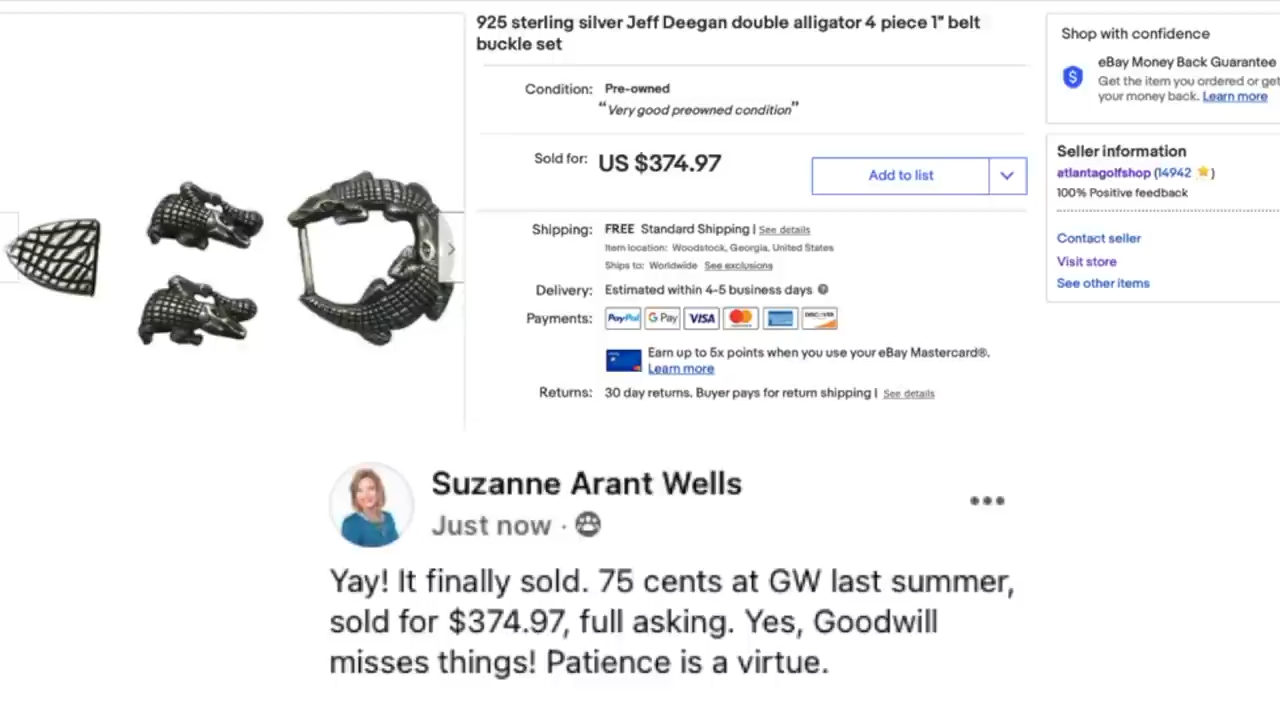 925 sterling silver Jeff Deegan double alligator 4 piece 1" belt
buckle set
Condition: Pre-owned
“Very good preowned condition”
Sold for: US $374.97
Add to list
Shipping: FREE Standard Shipping | See details
Item location: Woodstock, Georgia, United States
Ships to: Worldwide See exclusions
Delivery: Estimated within 4-5 business days
Payments: PayPal G Pay VISA DISCOVER
Earn up to 5x points when you use your eBay Mastercard®.
Learn more
Returns: 30 day returns. Buyer pays for return shipping | See details
Shop with confidence
eBay Money Back Guarantee
Get the item you ordered or get
your money back. Learn more
Seller information
atlantagolfshop (14942 )
100% Positive feedback
Contact seller
Visit store
See other items
Suzanne Arant Wells
Just now ·
Yay! It finally sold. 75 cents at GW last summer,
sold for $374.97, full asking. Yes, Goodwill
misses things! Patience is a virtue.